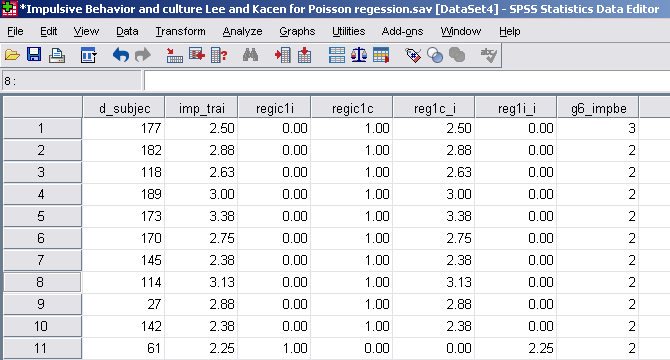 *Impulsive Behavior and culture Lee and Kacen for Poisson regession.sav [DataSet4] - SPSS Statistics Data Editor
File Edit View Data Transform Analyze Graphs Utilities Add-ons Window Help
8 :
d_subjec imp_trai regic1i regic1c reg1c_i reg1i_i g6_impbe
1 177 2.50 0.00 1.00 2.50 0.00 3
2 182 2.88 0.00 1.00 2.88 0.00 2
3 118 2.63 0.00 1.00 2.63 0.00 2
4 189 3.00 0.00 1.00 3.00 0.00 2
5 173 3.38 0.00 1.00 3.38 0.00 2
6 170 2.75 0.00 1.00 2.75 0.00 2
7 145 2.38 0.00 1.00 2.38 0.00 2
8 114 3.13 0.00 1.00 3.13 0.00 2
9 27 2.88 0.00 1.00 2.88 0.00 2
10 142 2.38 0.00 1.00 2.38 0.00 2
11 61 2.25 1.00 0.00 0.00 2.25 2